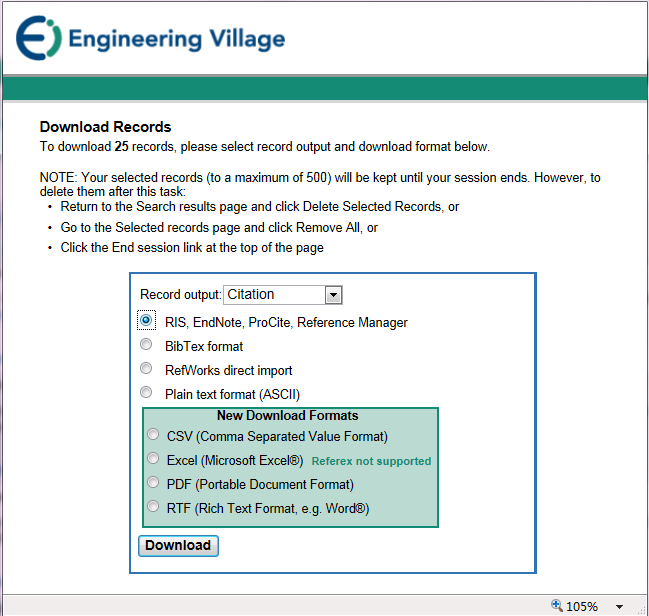 Engineering Village
Download Records
To download 25 records, please select record output and download format below.
NOTE: Your selected records (to a maximum of 500) will be kept until your session ends. However, to
delete them after this task:
• Return to the Search results page and click Delete Selected Records, or
• Go to the Selected records page and click Remove All, or
• Click the End session link at the top of the page
Record output: Citation
RIS, EndNote, ProCite, Reference Manager
BibTex format
RefWorks direct import
Plain text format (ASCII)
New Download Formats
CSV (Comma Separated Value Format)
Excel (Microsoft Excel®) Referex not supported
PDF (Portable Document Format)
RTF (Rich Text Format, e.g. Word®)
Download
105%